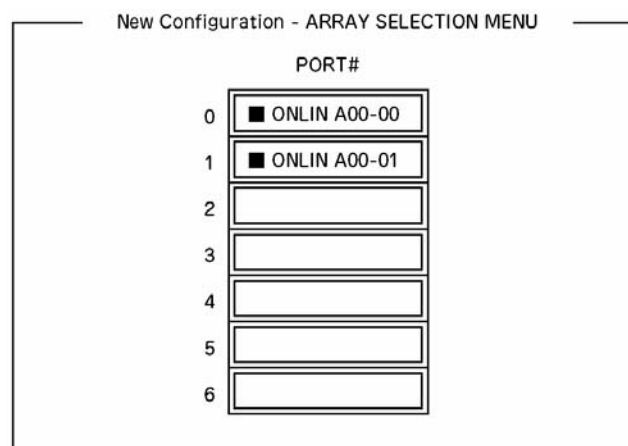 New Configuration - ARRAY SELECTION MENU
PORT#
0 ■ ONLIN A00-00
1 ■ ONLIN A00-01
2
3
4
5
6